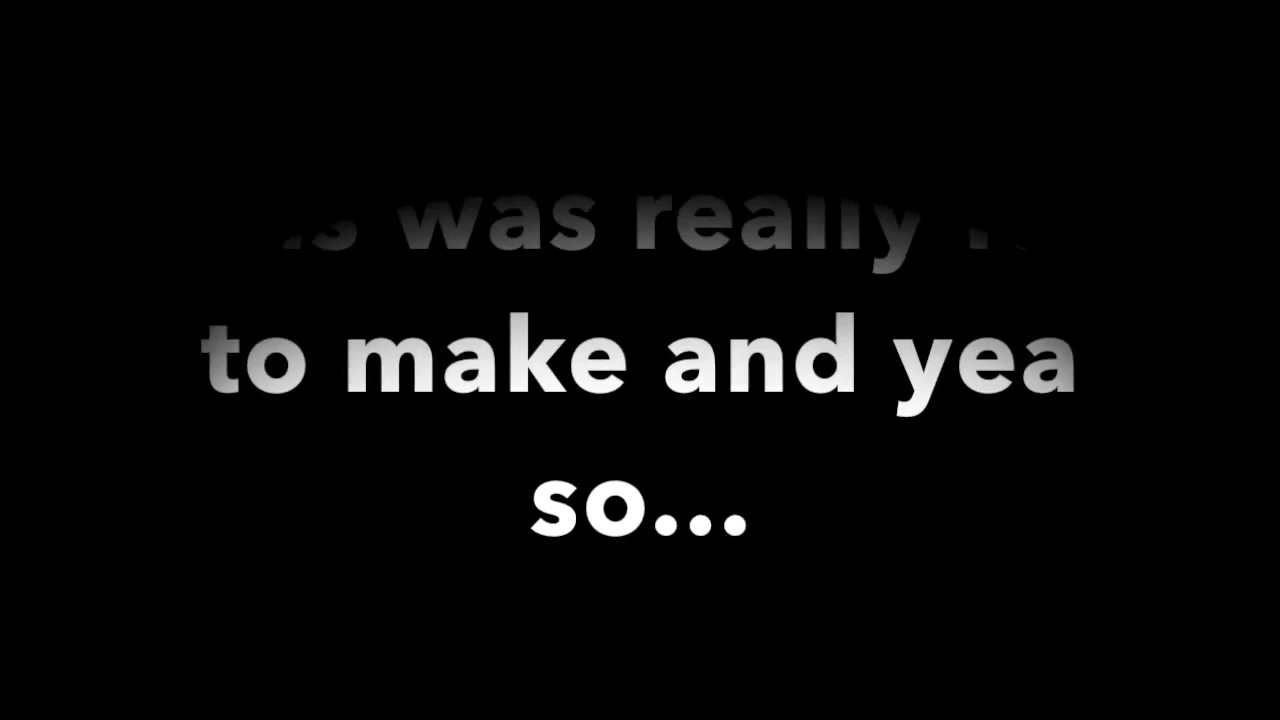 was really
to make and yea
so...